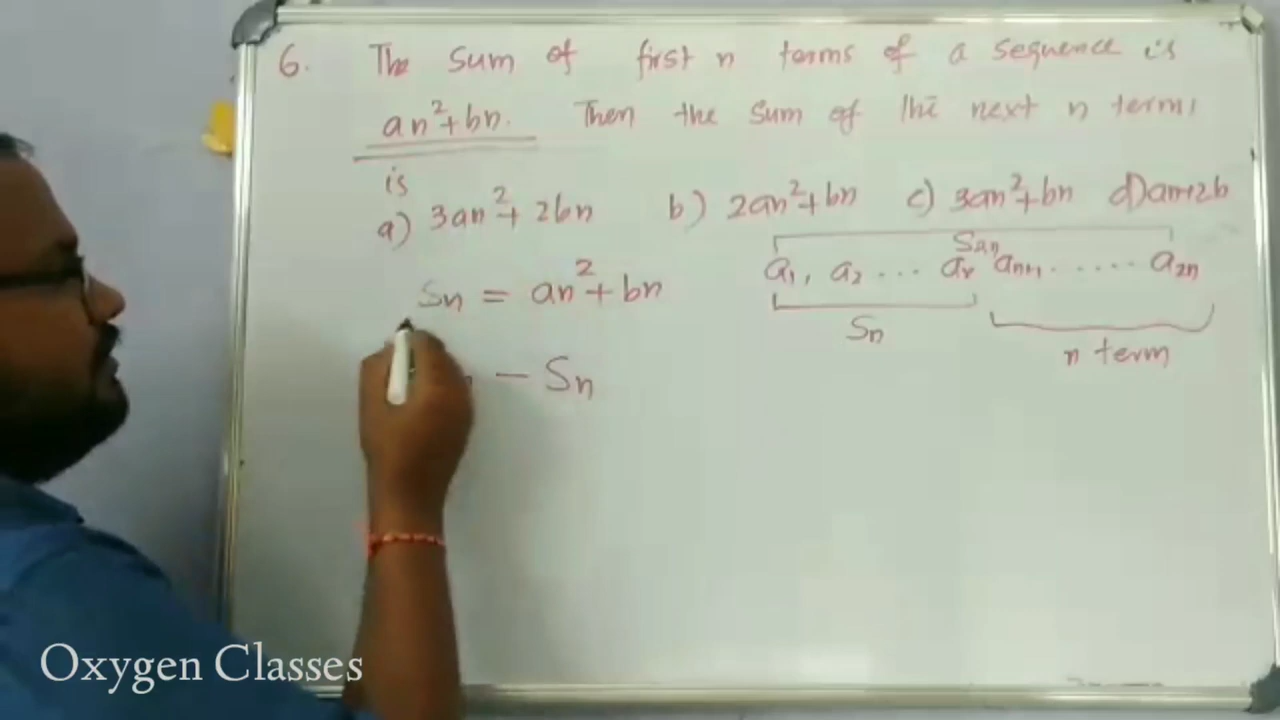 6. The sum of first n terms of a sequence is
an²+bn. Then the sum of the next n terms
is
a) 3an²+2bn b) 2an²+bn c) 3an²+bn d) an+2b
S2n
a1, a2 ... ar an+1 ..... a2n
Sn = an²+bn
Sn
n term
− Sn
Oxygen Classes